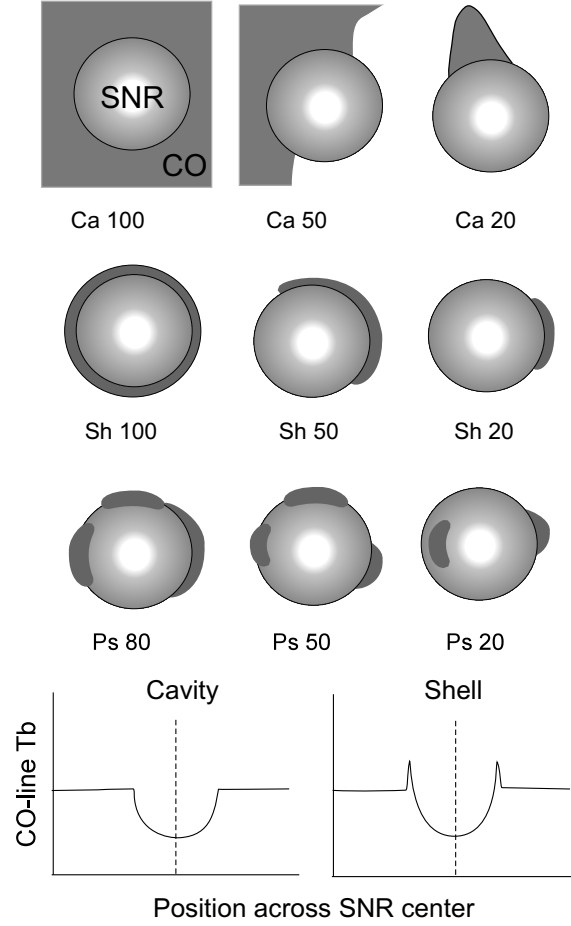 SNR
CO
Ca 100
Ca 50
Ca 20
Sh 100
Sh 50
Sh 20
Ps 80
Ps 50
Ps 20
Cavity
Shell
CO-line Tb
Position across SNR center